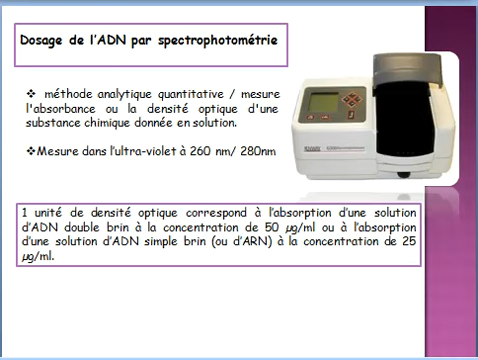 Dosage de l'ADN par spectrophotométrie
❖ méthode analytique quantitative / mesure
l'absorbance ou la densité optique d'une
substance chimique donnée en solution.
❖Mesure dans l'ultra-violet à 260 nm/ 280nm
1 unité de densité optique correspond à l'absorption d'une solution
d'ADN double brin à la concentration de 50 µg/ml ou à l'absorption
d'une solution d'ADN simple brin (ou d'ARN) à la concentration de 25
µg/ml.